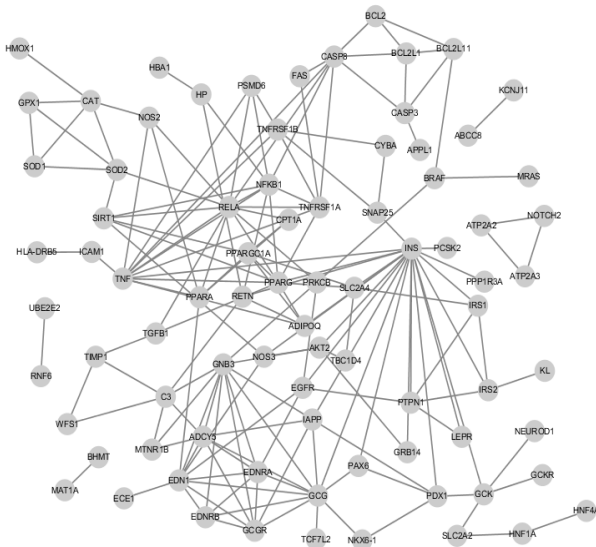 BCL2
HMOX1
CASP8
BCL2L1
BCL2L11
HBA1
FAS
PSMD6
HP
KCNJ11
GPX1
CAT
NOS2
CASP3
TNFRSF1B
ABCC8
CYBA
APPL1
SOD1
SOD2
BRAF
MRAS
NFKB1
SIRT1
RELA
TNFRSF1A
SNAP25
CPT1A
ATP2A2
NOTCH2
HLA-DRB5
ICAM1
PPARGC1A
INS
PCSK2
TNF
PPARG
PRKCB
PPP1R3A
ATP2A3
SLC2A4
PPARA
RETN
UBE2E2
IRS1
ADIPOQ
TGFB1
AKT2
TIMP1
GNB3
NOS3
TBC1D4
KL
RNF6
EGFR
IRS2
C3
PTPN1
WFS1
IAPP
ADCY5
NEUROD1
LEPR
MTNR1B
GRB14
BHMT
PAX6
EDNRA
GCKR
EDN1
MAT1A
ECE1
GCG
PDX1
GCK
EDNRB
HNF4
GCGR
TCF7L2
NKX6-1
SLC2A2
HNF1A